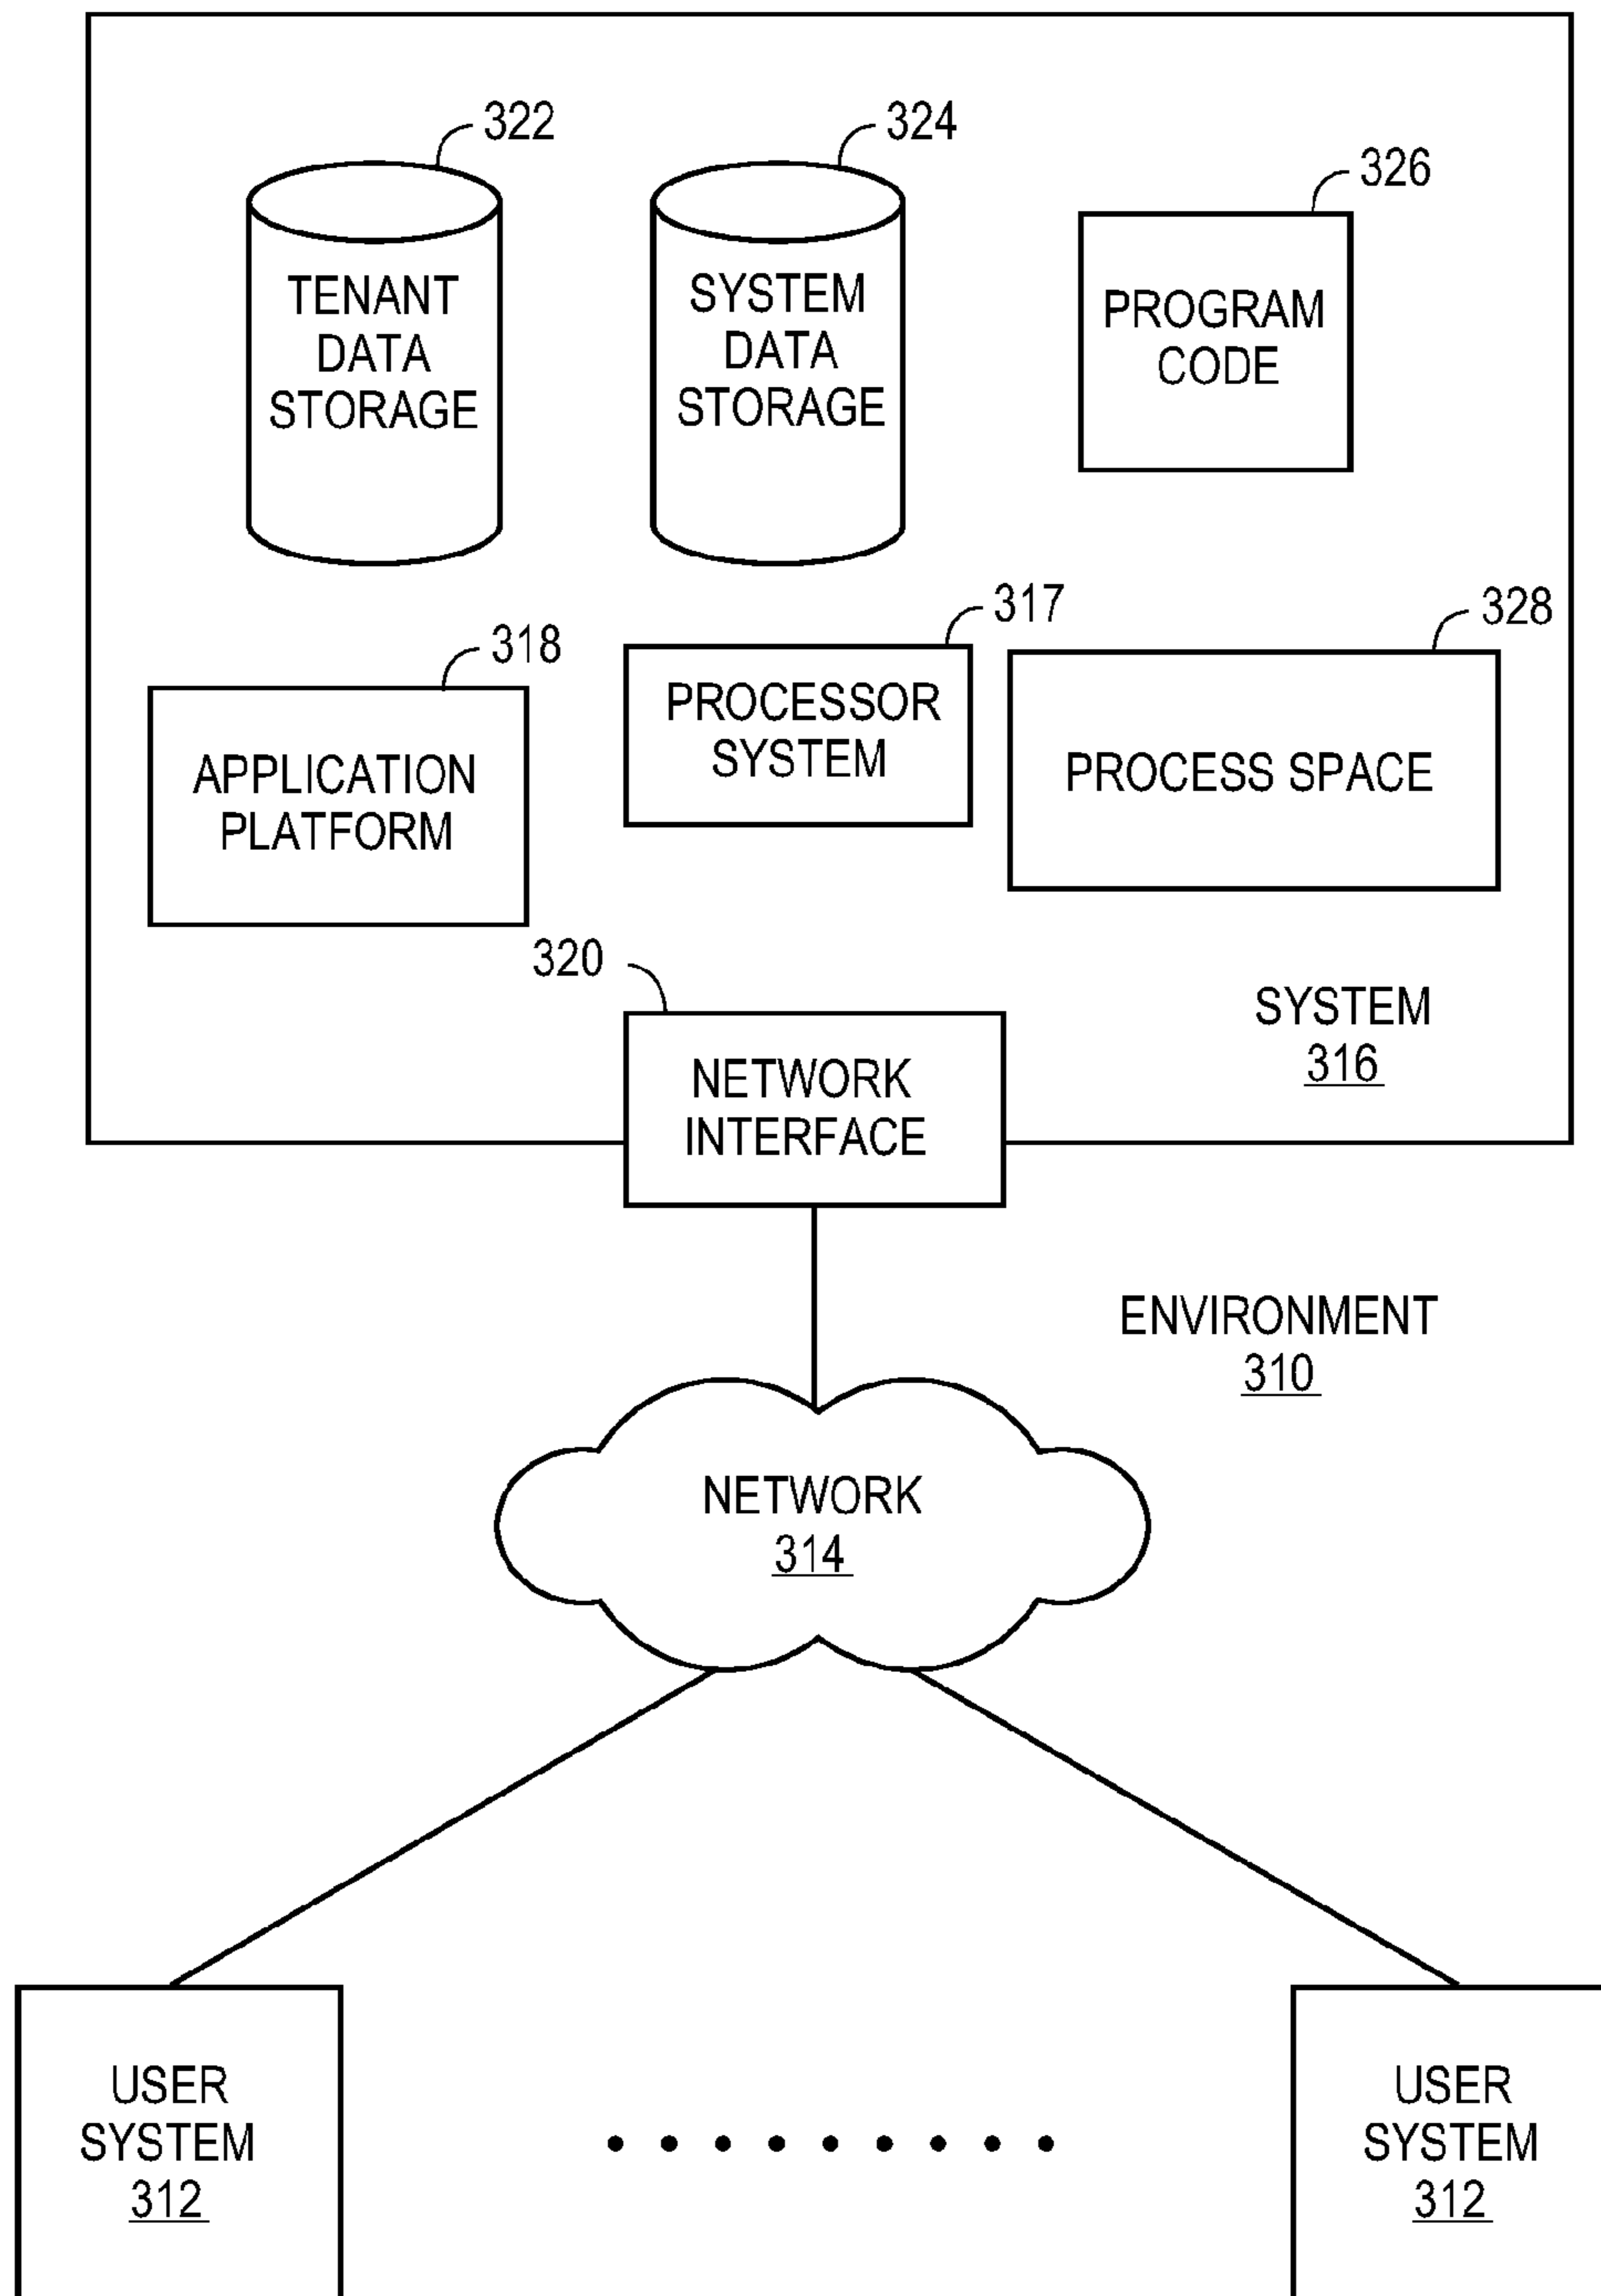 322
324
326
TENANT
DATA
STORAGE
SYSTEM
DATA
STORAGE
PROGRAM
CODE
318
317
328
APPLICATION
PLATFORM
PROCESSOR
SYSTEM
PROCESS SPACE
320
SYSTEM
316
NETWORK
INTERFACE
ENVIRONMENT
310
NETWORK
314
USER
SYSTEM
312
USER
SYSTEM
312